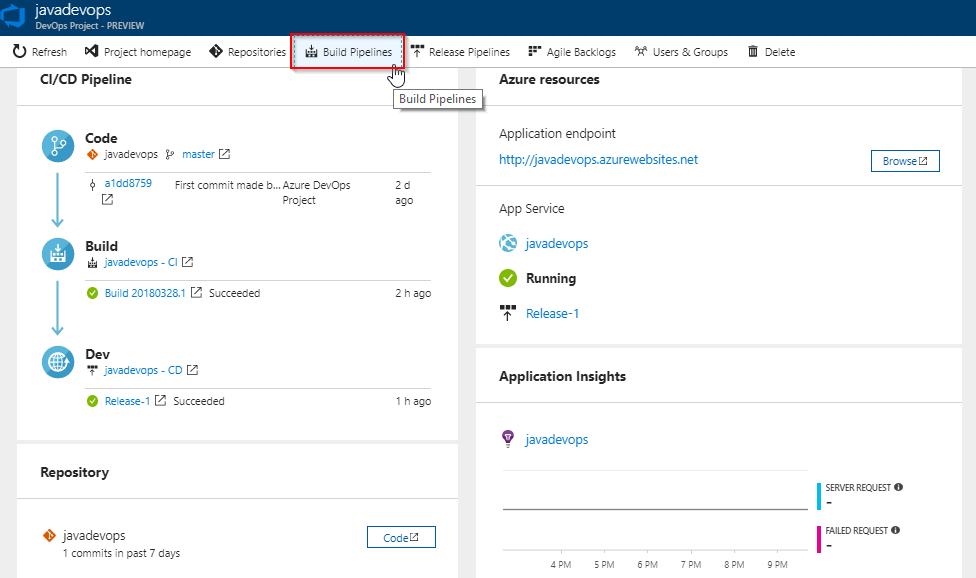 javadevops
DevOps Project - PREVIEW
Refresh
Project homepage
Repositories
Build Pipelines
Release Pipelines
Agile Backlogs
Users & Groups
Delete
Build Pipelines
CI/CD Pipeline
Code
javadevops master
a1dd8759 First commit made b... Azure DevOps 2 d
Project ago
Build
javadevops - CI
Build 20180328.1 Succeeded 2 h ago
Dev
javadevops - CD
Release-1 Succeeded 1 h ago
Repository
javadevops
1 commits in past 7 days
Code
Azure resources
Application endpoint
http://javadevops.azurewebsites.net
Browse
App Service
javadevops
Running
Release-1
Application Insights
javadevops
SERVER REQUEST
--
FAILED REQUEST
--
4 PM 5 PM 6 PM 7 PM 8 PM 9 PM